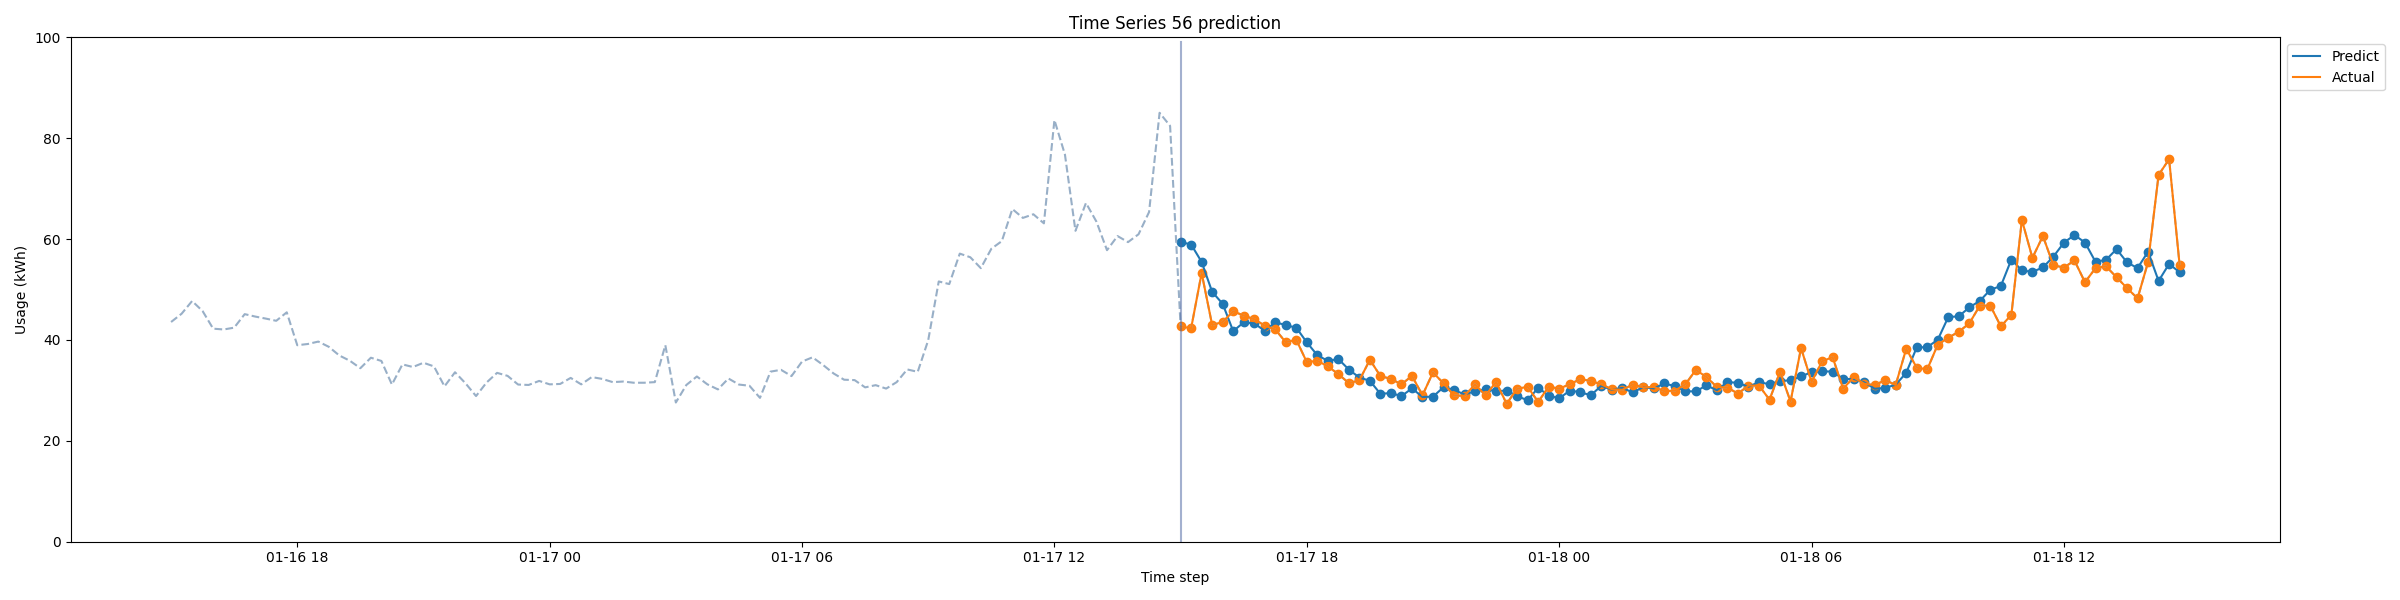 Time Series 56 prediction
100
80
60
40
20
0
Usage (kWh)
01-16 18
01-17 00
01-17 06
01-17 12
01-17 18
01-18 00
01-18 06
01-18 12
Time step
Predict
Actual